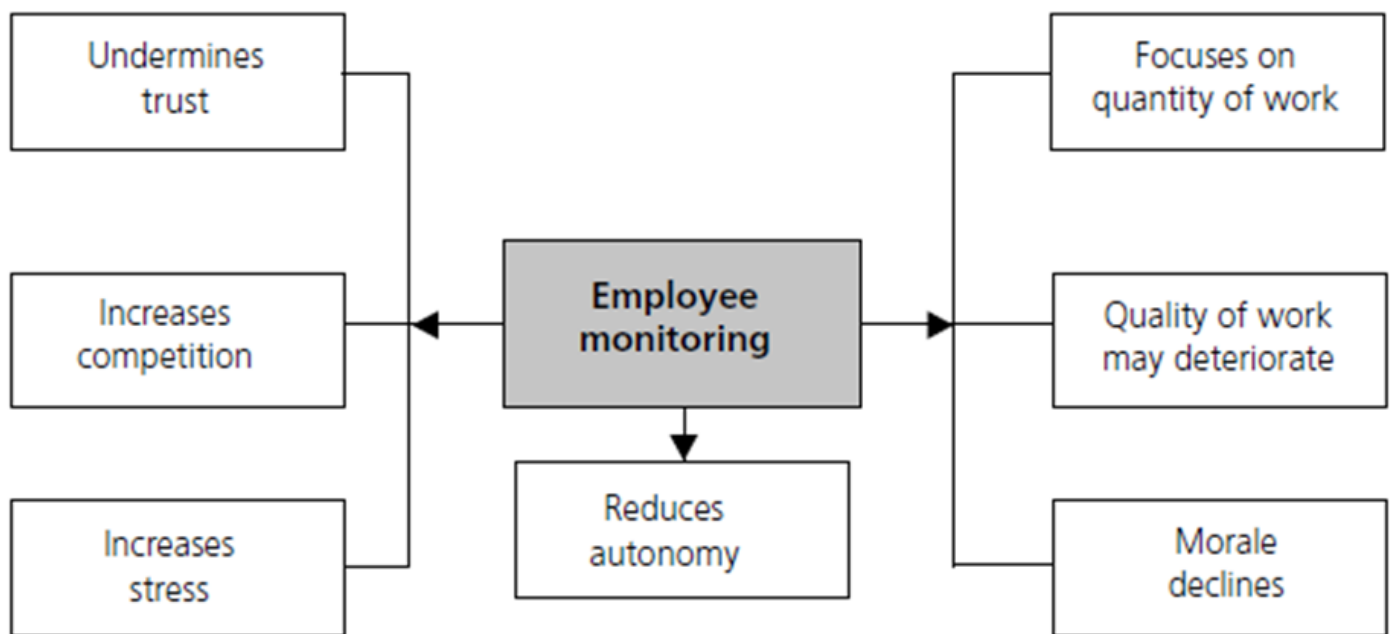 Undermines
trust
Focuses on
quantity of work
Increases
competition
Employee
monitoring
Quality of work
may deteriorate
Reduces
autonomy
Increases
stress
Morale
declines